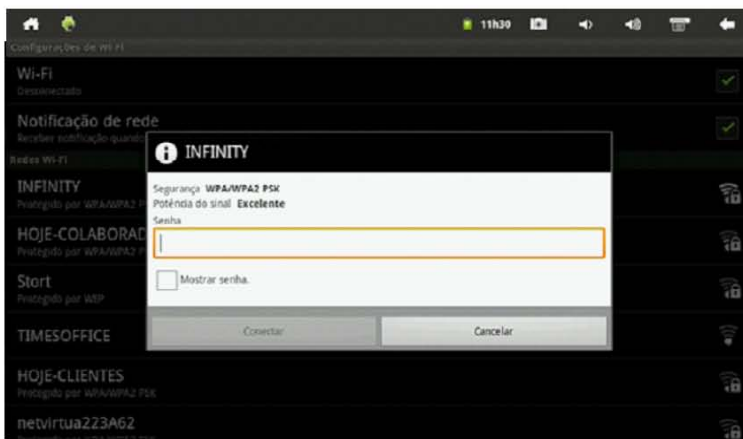 11h30
Configurações de Wi-Fi
Wi-Fi
Desconectado
Notificação de rede
Receber notificação quando
Redes Wi-Fi
INFINITY
Segurança WPA/WPA2 PSK
Potência do sinal Excelente
Senha
Mostrar senha.
Conectar
Cancelar
INFINITY
Protegido por WPA/WPA2
HOJE-COLABORAD
Protegido por WPA/WPA2
Stort
Protegido por WEP
TIMESOFFICE
HOJE-CLIENTES
Protegido por WPA/WPA2 PSK
netvirtua223A62